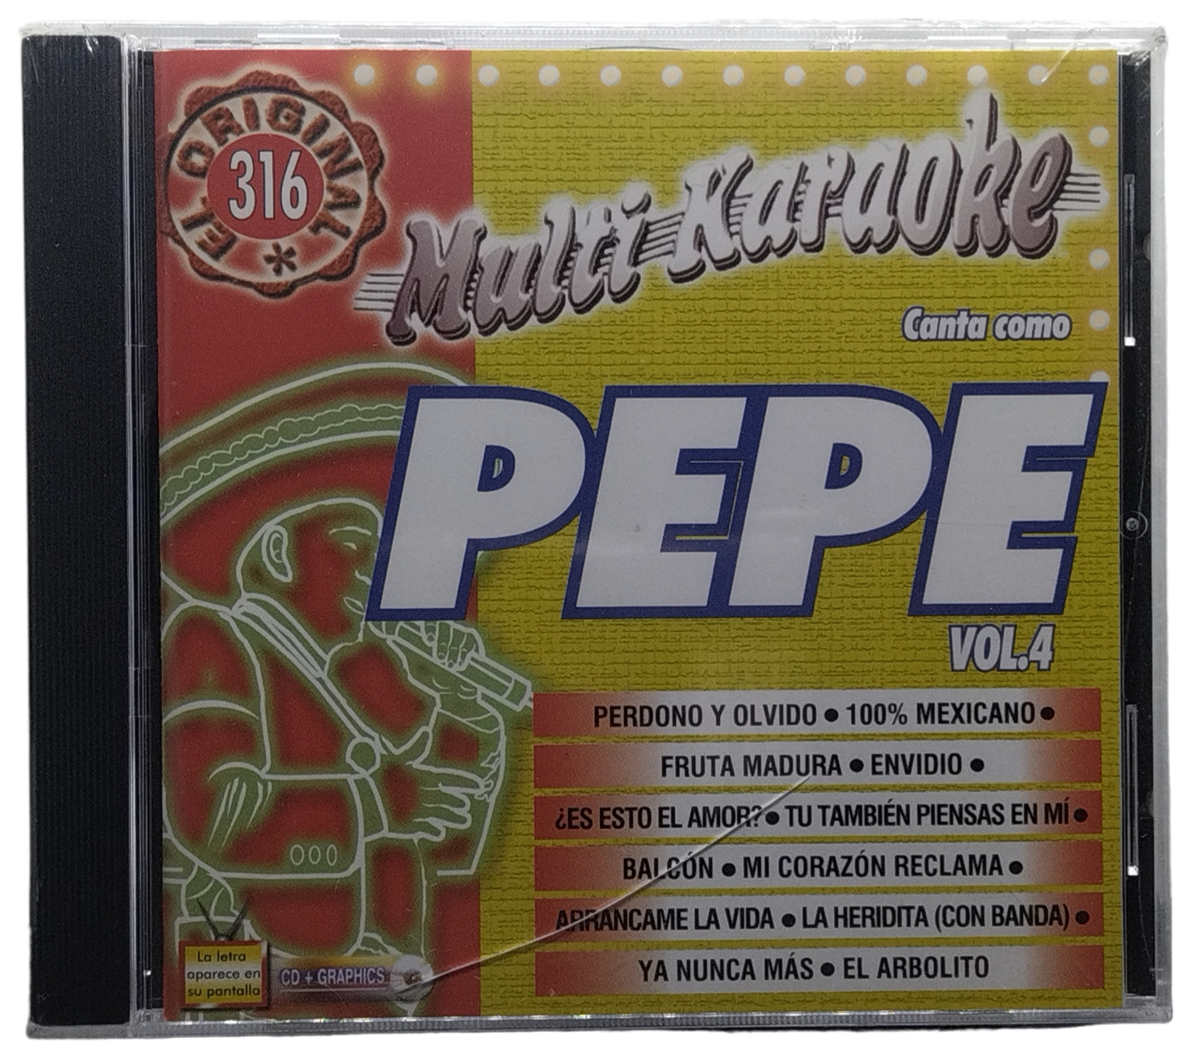 EL ORIGINAL *
316
Multi Karaoke
Canta como
PEPE
VOL.4
PERDONO Y OLVIDO ● 100% MEXICANO ●
FRUTA MADURA ● ENVIDIO ●
¿ES ESTO EL AMOR? ● TU TAMBIÉN PIENSAS EN MÍ ●
BALCÓN ● MI CORAZÓN RECLAMA ●
ARRANCAME LA VIDA ● LA HERIDITA (CON BANDA) ●
YA NUNCA MÁS ● EL ARBOLITO
La letra
aparece en
su pantalla
CD + GRAPHICS